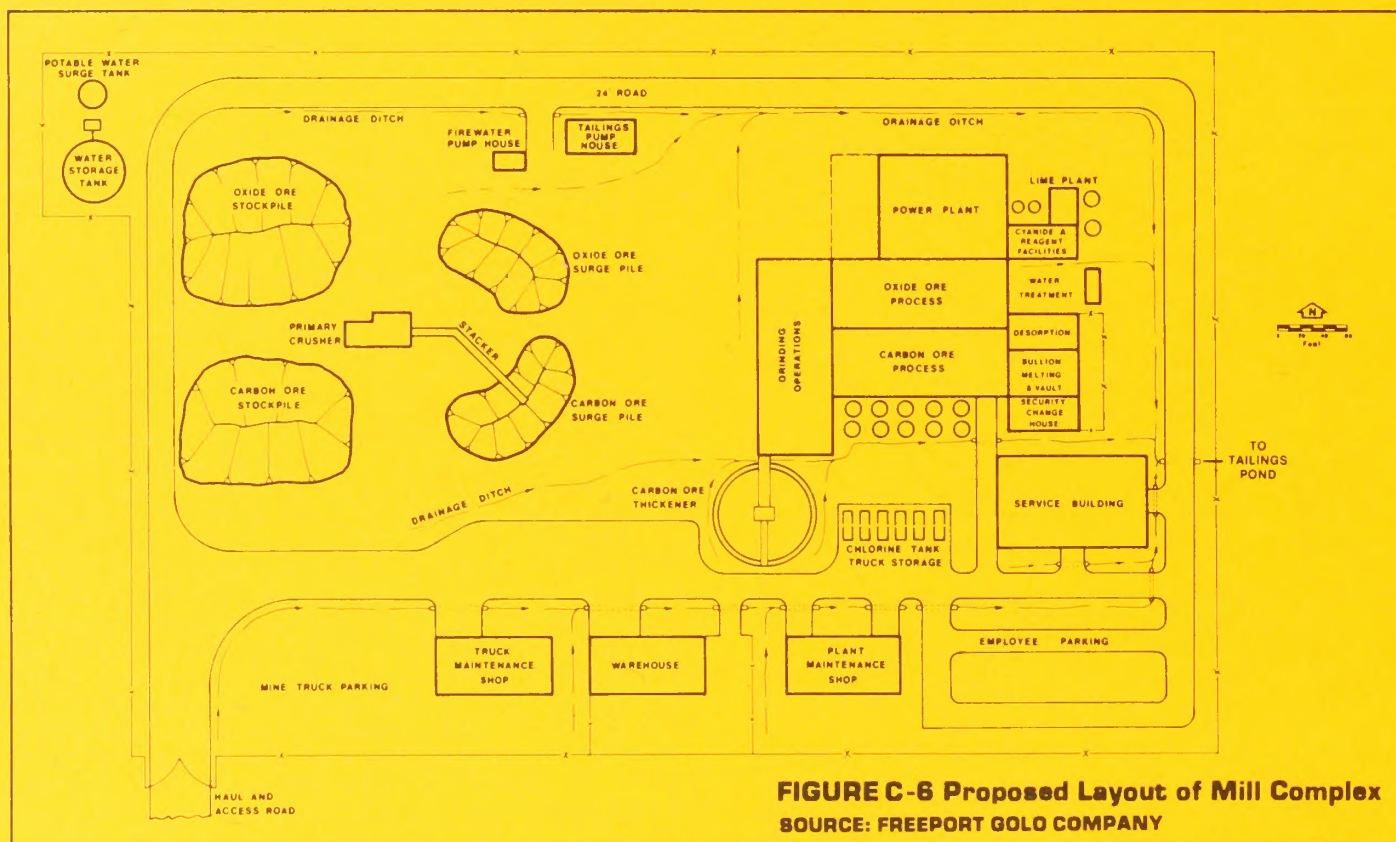 POTABLE WATER
SURGE TANK
24' ROAD
DRAINAGE DITCH
FIREWATER
PUMP HOUSE
TAILINGS
PUMP
HOUSE
DRAINAGE DITCH
WATER
STORAGE
TANK
OXIDE ORE
STOCKPILE
POWER PLANT
LIME PLANT
CYANIDE &
REAGENT
FACILITIES
OXIDE ORE
SURGE PILE
OXIDE ORE
PROCESS
WATER
TREATMENT
N
Feet
PRIMARY
CRUSHER
STACKER
GRINDING
OPERATIONS
CARBON ORE
PROCESS
DESORPTION
BULLION
MELTING
& VAULT
SECURITY
CHANGE
HOUSE
CARBON ORE
STOCKPILE
CARBON ORE
SURGE PILE
TO
TAILINGS
POND
DRAINAGE DITCH
CARBON ORE
THICKENER
SERVICE BUILDING
CHLORINE TANK
TRUCK STORAGE
EMPLOYEE PARKING
TRUCK
MAINTENANCE
SHOP
WAREHOUSE
PLANT
MAINTENANCE
SHOP
MINE TRUCK PARKING
HAUL AND
ACCESS ROAD
FIGURE C-6 Proposed Layout of Mill Complex
SOURCE: FREEPORT GOLD COMPANY